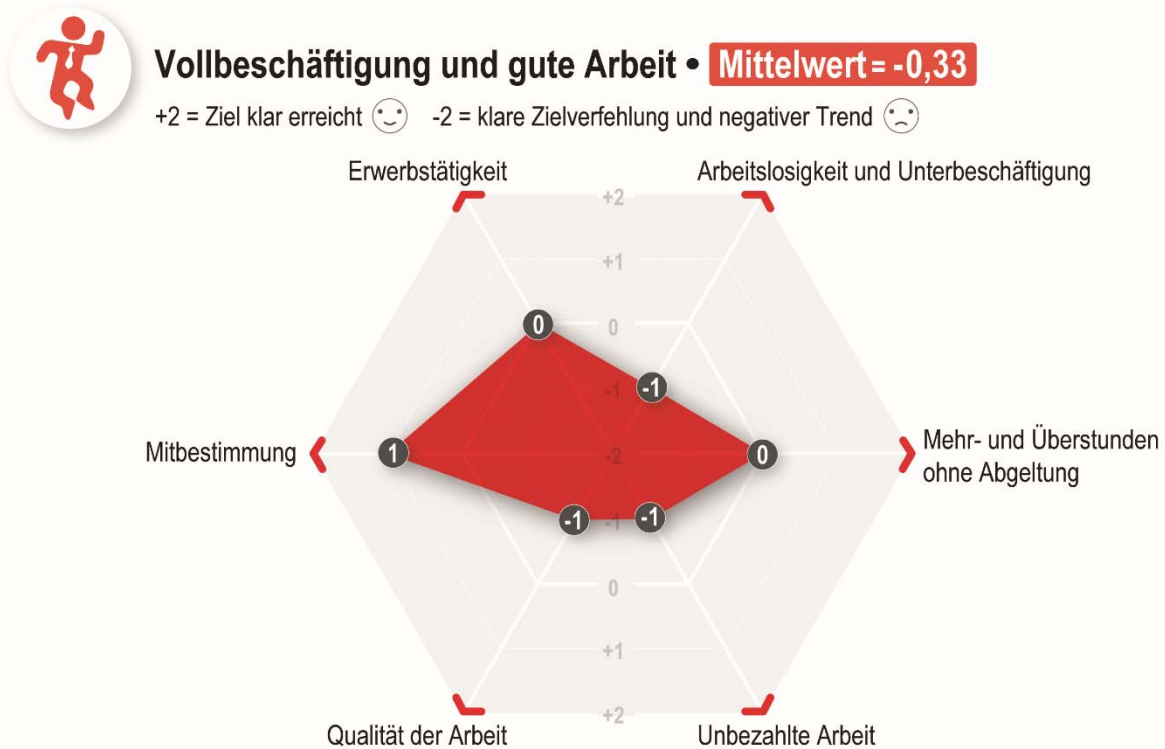 Vollbeschäftigung und gute Arbeit • Mittelwert = -0,33
+2 = Ziel klar erreicht -2 = klare Zielverfehlung und negativer Trend
Erwerbstätigkeit
Arbeitslosigkeit und Unterbeschäftigung
+2
+1
0
0
-1
-1
Mitbestimmung
1
-2
0
Mehr- und Überstunden
ohne Abgeltung
-1
-1
-1
0
+1
+2
Qualität der Arbeit
Unbezahlte Arbeit